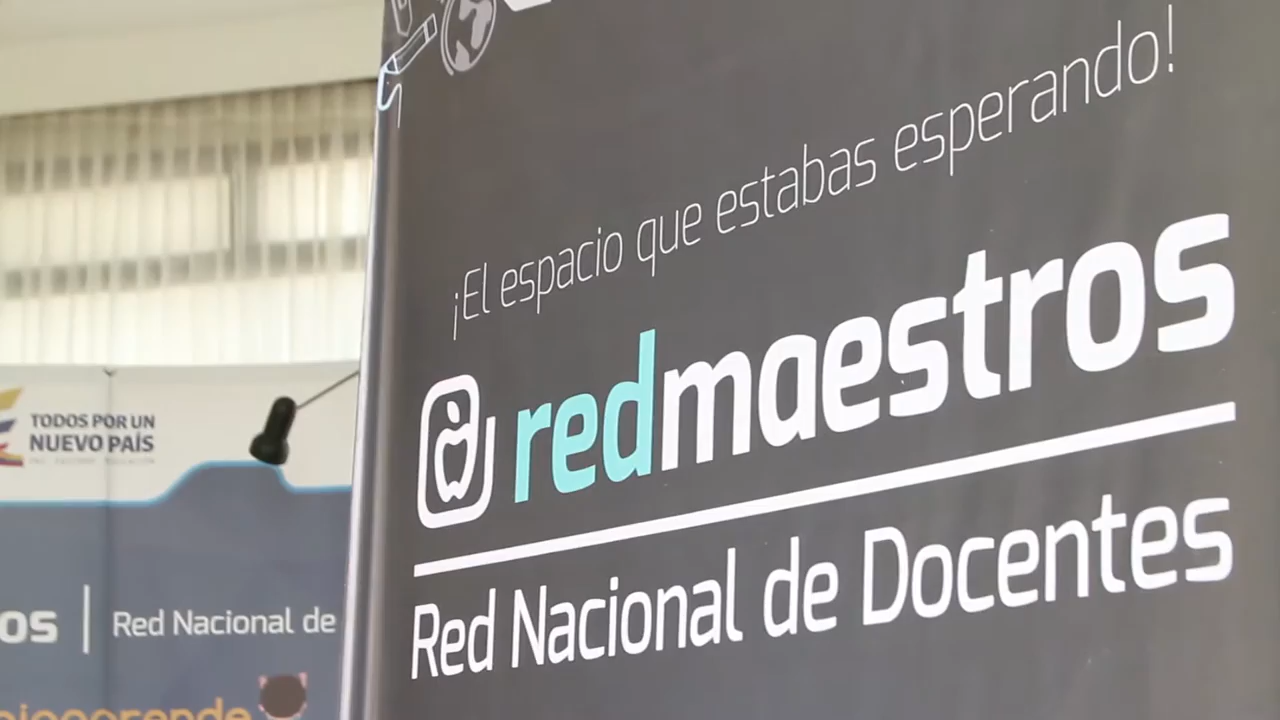 ¡El espacio que estabas esperando!
redmaestros
Red Nacional de Docentes
TODOS POR UN
NUEVO PAÍS
os | Red Nacional de